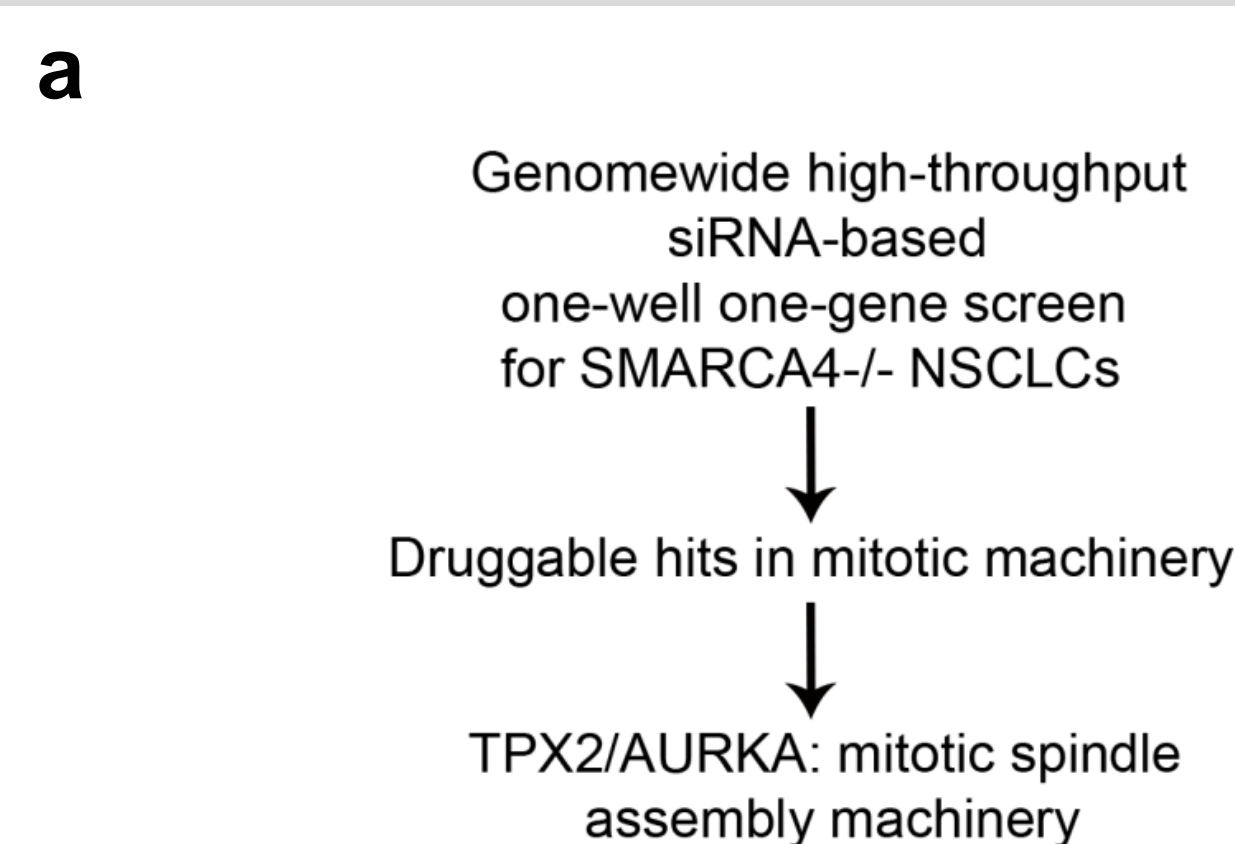 a
Genomewide high-throughput
siRNA-based
one-well one-gene screen
for SMARCA4-/- NSCLCs
Druggable hits in mitotic machinery
TPX2/AURKA: mitotic spindle
assembly machinery